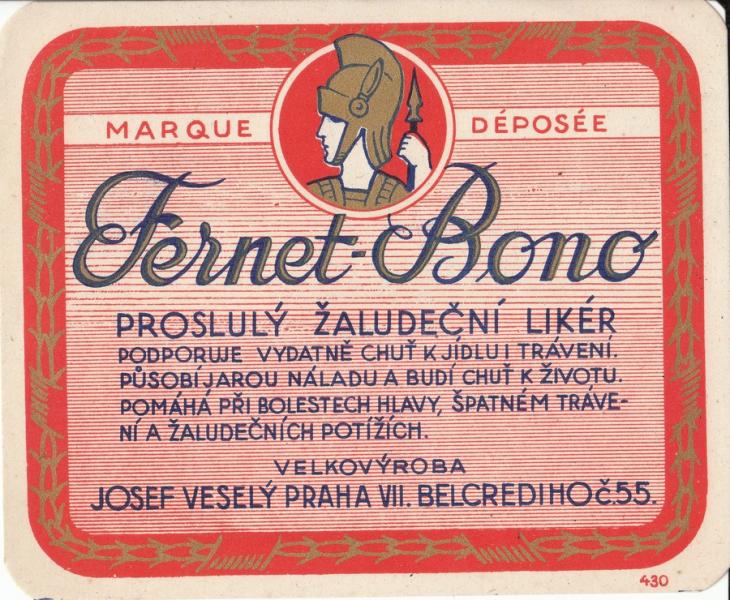 MARQUE DÉPOSÉE
Fernet-Bono
PROSLULÝ ŽALUDEČNÍ LIKÉR
PODPORUJE VYDATNĚ CHUŤ K JÍDLU I TRÁVENÍ.
PŮSOBÍ JAROU NÁLADU A BUDÍ CHUŤ K ŽIVOTU.
POMÁHÁ PŘI BOLESTECH HLAVY, ŠPATNÉM TRÁVE-
NÍ A ŽALUDEČNÍCH POTÍŽÍCH.
VELKOVÝROBA
JOSEF VESELÝ PRAHA VII. BELCREDIHO č.55.
430